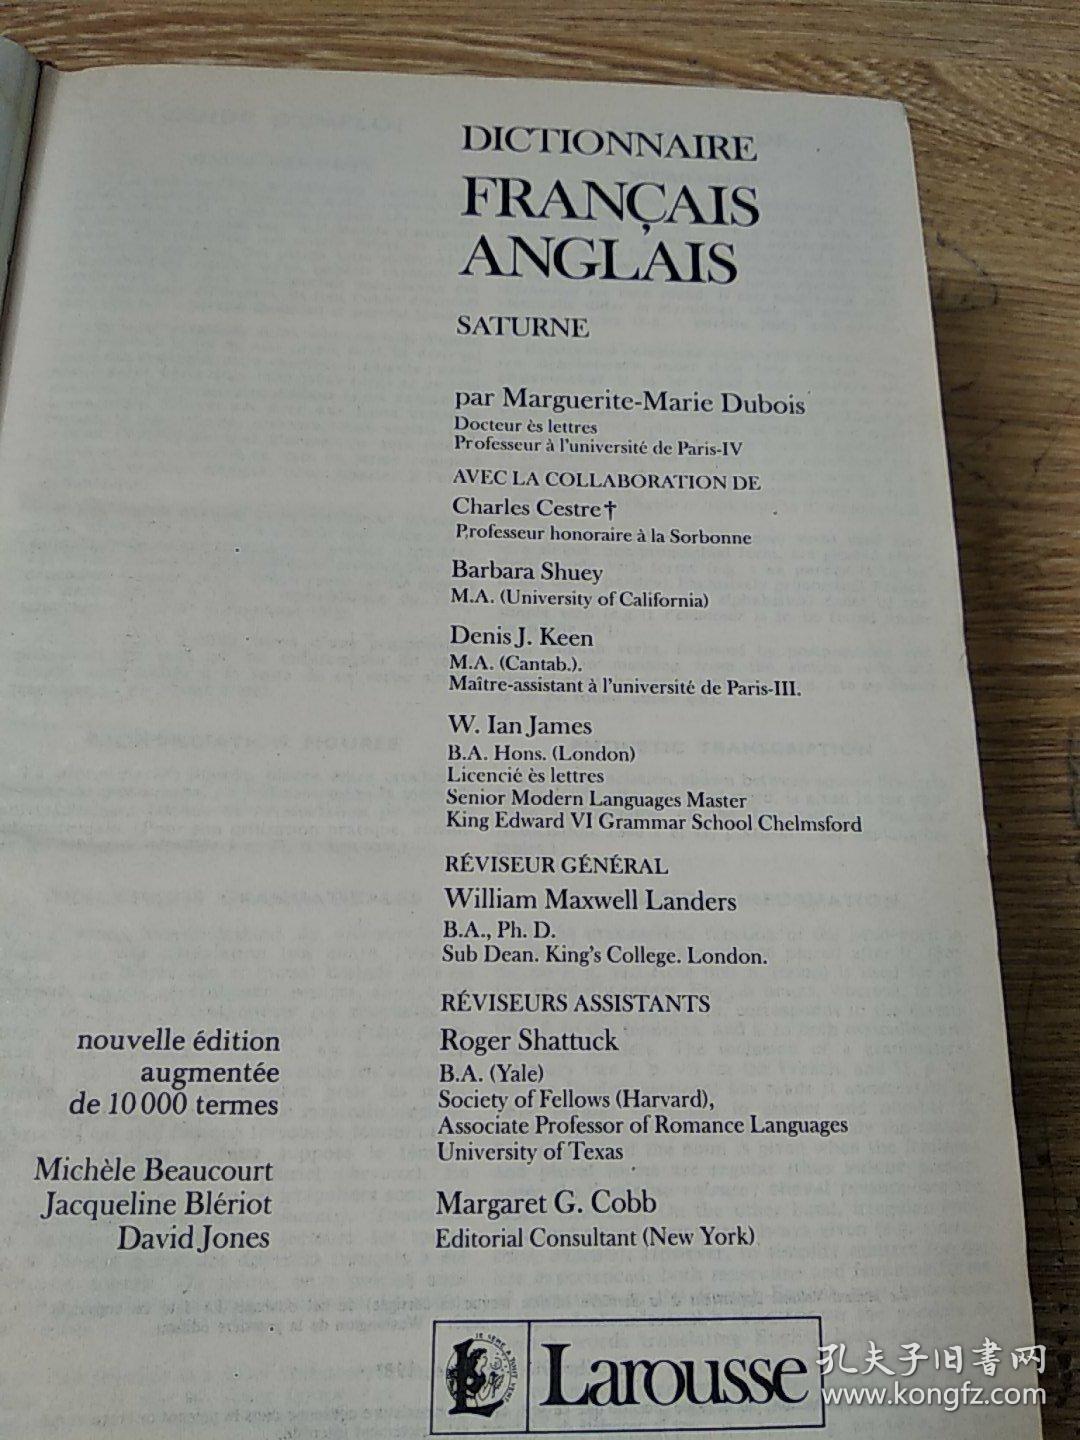 DICTIONNAIRE
FRANÇAIS
ANGLAIS
SATURNE
par Marguerite-Marie Dubois
Docteur ès lettres
Professeur à l'université de Paris-IV
AVEC LA COLLABORATION DE
Charles Cestre†
Professeur honoraire à la Sorbonne
Barbara Shuey
M.A. (University of California)
Denis J. Keen
M.A. (Cantab.).
Maître-assistant à l'université de Paris-III.
W. Ian James
B.A. Hons. (London)
Licencié ès lettres
Senior Modern Languages Master
King Edward VI Grammar School Chelmsford
RÉVISEUR GÉNÉRAL
William Maxwell Landers
B.A., Ph. D.
Sub Dean. King's College. London.
RÉVISEURS ASSISTANTS
Roger Shattuck
B.A. (Yale)
Society of Fellows (Harvard),
Associate Professor of Romance Languages
University of Texas
Margaret G. Cobb
Editorial Consultant (New York)
nouvelle édition
augmentée
de 10 000 termes
Michèle Beaucourt
Jacqueline Blériot
David Jones
JE SÈME À TOUT VENT
Larousse
孔夫子旧书网
www.kongfz.com